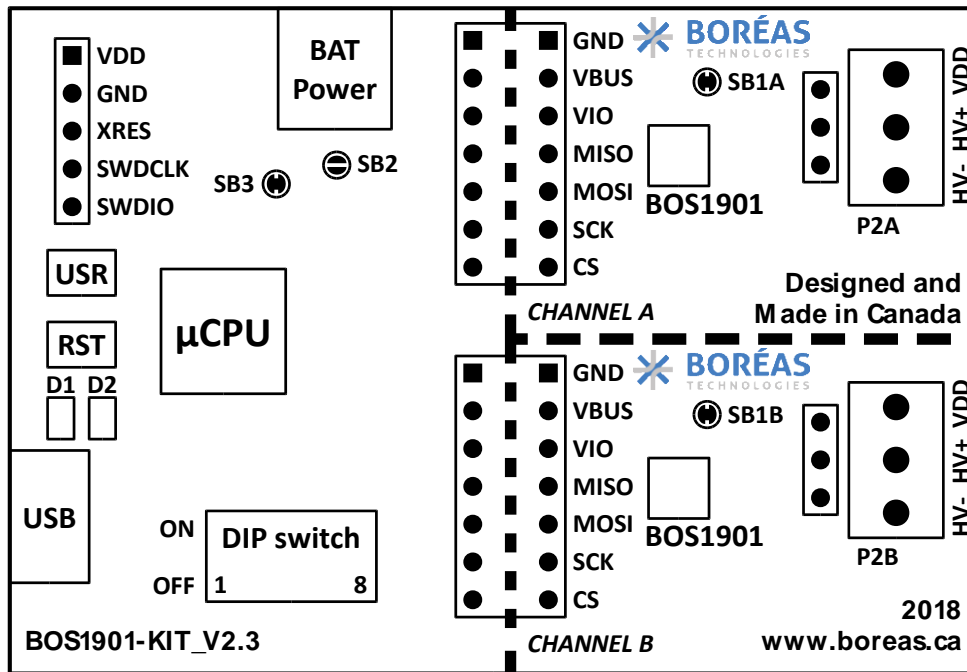 VDD
GND
XRES
SWDCLK
SWDIO
BAT
Power
SB3
SB2
USR
RST
D1 D2
µCPU
USB
ON
OFF
DIP switch
1 8
BOS1901-KIT_V2.3
GND
VBUS
VIO
MISO
MOSI
SCK
CS
CHANNEL A
BORÉAS
TECHNOLOGIES
SB1A
BOS1901
HV- HV+ VDD
P2A
Designed and
Made in Canada
GND
VBUS
VIO
MISO
MOSI
SCK
CS
CHANNEL B
BORÉAS
TECHNOLOGIES
SB1B
BOS1901
HV- HV+ VDD
P2B
2018
www.boreas.ca